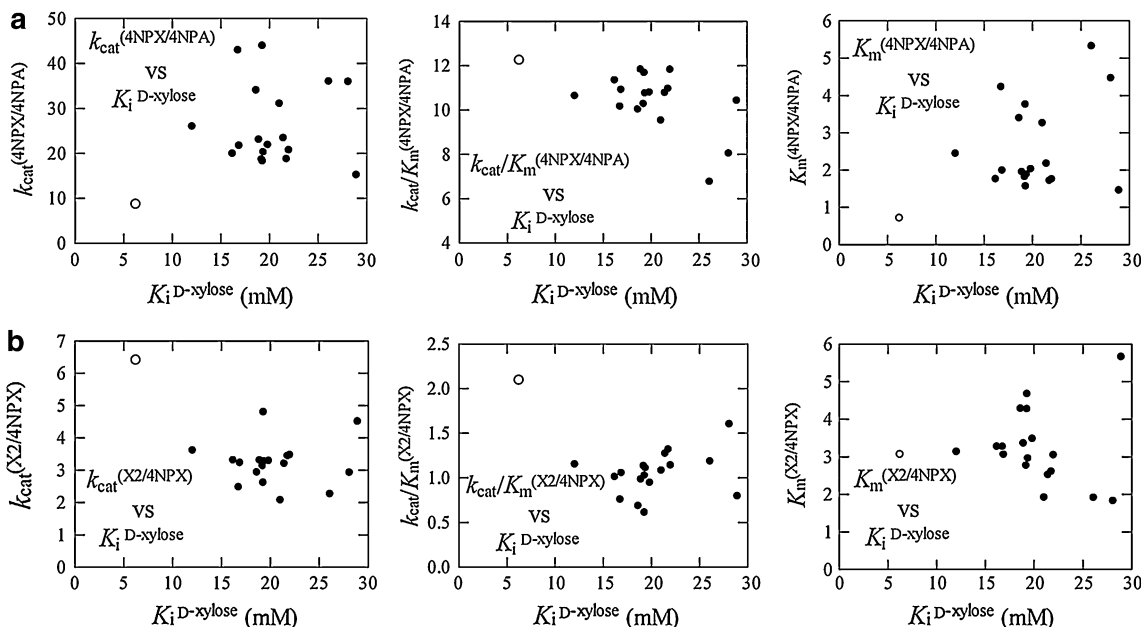 a
50
40
30
20
10
0
kcat(4NPX/4NPA)
kcat(4NPX/4NPA)
VS
Ki D-xylose
0 5 10 15 20 25 30
Ki D-xylose (mM)
14
12
10
8
6
4
kcat/Km(4NPX/4NPA)
kcat/Km(4NPX/4NPA)
VS
Ki D-xylose
0 5 10 15 20 25 30
Ki D-xylose (mM)
6
5
4
3
2
1
0
Km(4NPX/4NPA)
Km(4NPX/4NPA)
VS
Ki D-xylose
0 5 10 15 20 25 30
Ki D-xylose (mM)
b
7
6
5
4
3
2
1
0
kcat(X2/4NPX)
kcat(X2/4NPX)
VS
Ki D-xylose
0 5 10 15 20 25 30
Ki D-xylose (mM)
2.5
2.0
1.5
1.0
0.5
0.0
kcat/Km(X2/4NPX)
kcat/Km(X2/4NPX)
VS
Ki D-xylose
0 5 10 15 20 25 30
Ki D-xylose (mM)
6
5
4
3
2
1
0
Km(X2/4NPX)
Km(X2/4NPX)
VS
Ki D-xylose
0 5 10 15 20 25 30
Ki D-xylose (mM)